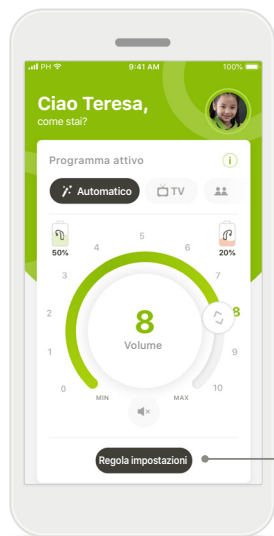 PH
9:41 AM
100%
Ciao Teresa,
come stai?
Programma attivo
i
Automatico
TV
50%
20%
0
1
2
3
4
5
6
7
8
9
10
8
Volume
MIN
MAX
Regola impostazioni